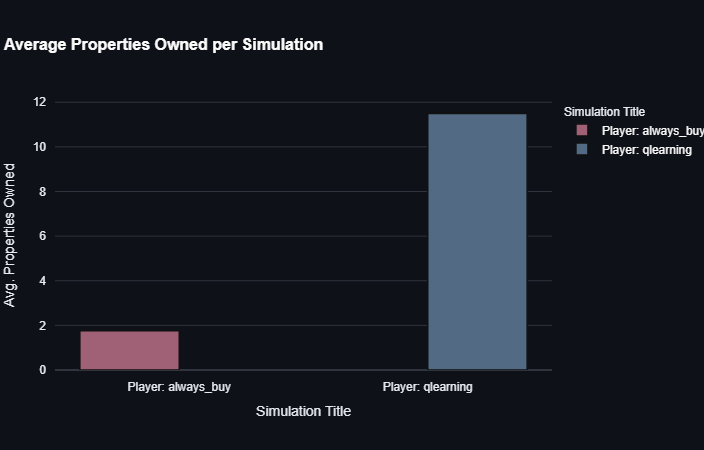 Average Properties Owned per Simulation
12
10
8
6
4
2
0
Avg. Properties Owned
Player: always_buy
Player: qlearning
Simulation Title
Simulation Title
Player: always_buy
Player: qlearning